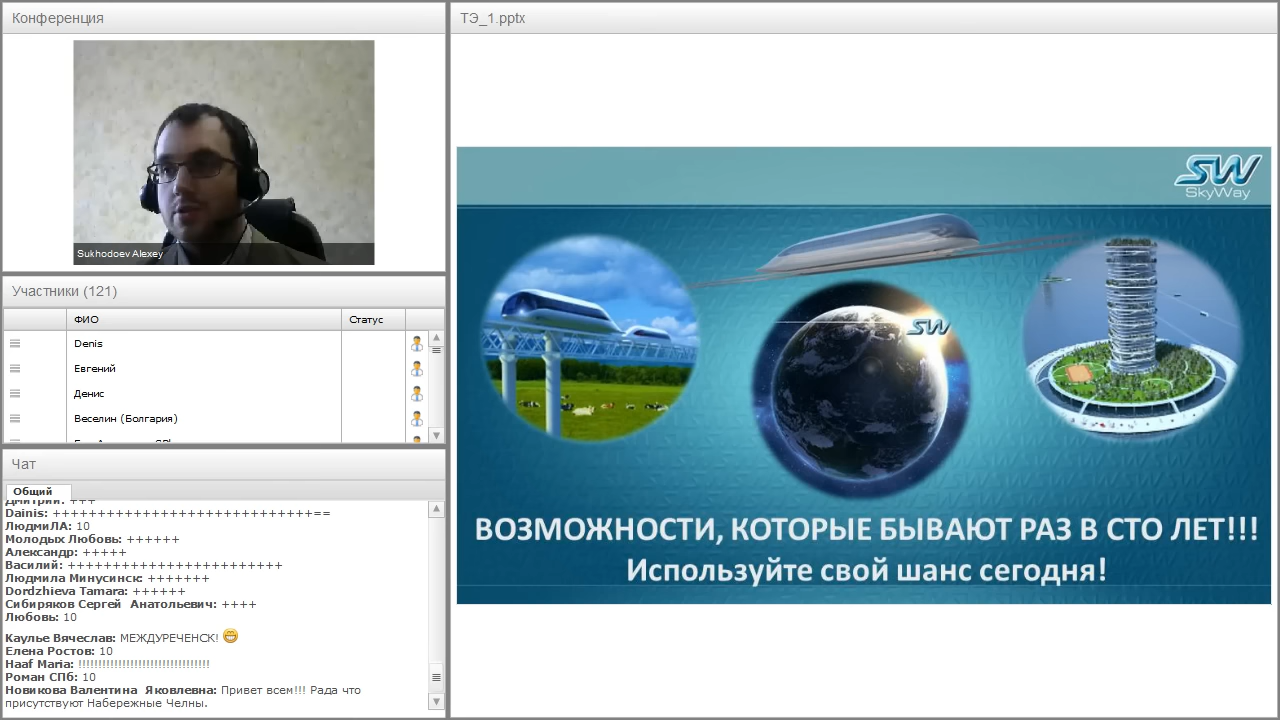 Конференция
Sukhodoev Alexey
Участники (121)
ФИО
Статус
Denis
Евгений
Денис
Веселин (Болгария)
Чат
Общий
Дмитрий: +++
Dainis: +++++++++++++++++++++++++++++==
ЛюдмиЛА: 10
Молодых Любовь: ++++++
Александр: +++++
Василий: ++++++++++++++++++++++++
Людмила Минусинск: +++++++
Dordzhieva Tamara: ++++++
Сибиряков Сергей Анатольевич: ++++
Любовь: 10
Каулье Вячеслав: МЕЖДУРЕЧЕНСК!
Елена Ростов: 10
Haaf Maria: !!!!!!!!!!!!!!!!!!!!!!!!!!!!!!!!!
Роман СПб: 10
Новикова Валентина Яковлевна: Привет всем!!! Рада что
присутствуют Набережные Челны.
ТЭ_1.pptx
SW
SkyWay
SW
ВОЗМОЖНОСТИ, КОТОРЫЕ БЫВАЮТ РАЗ В СТО ЛЕТ!!!
Используйте свой шанс сегодня!